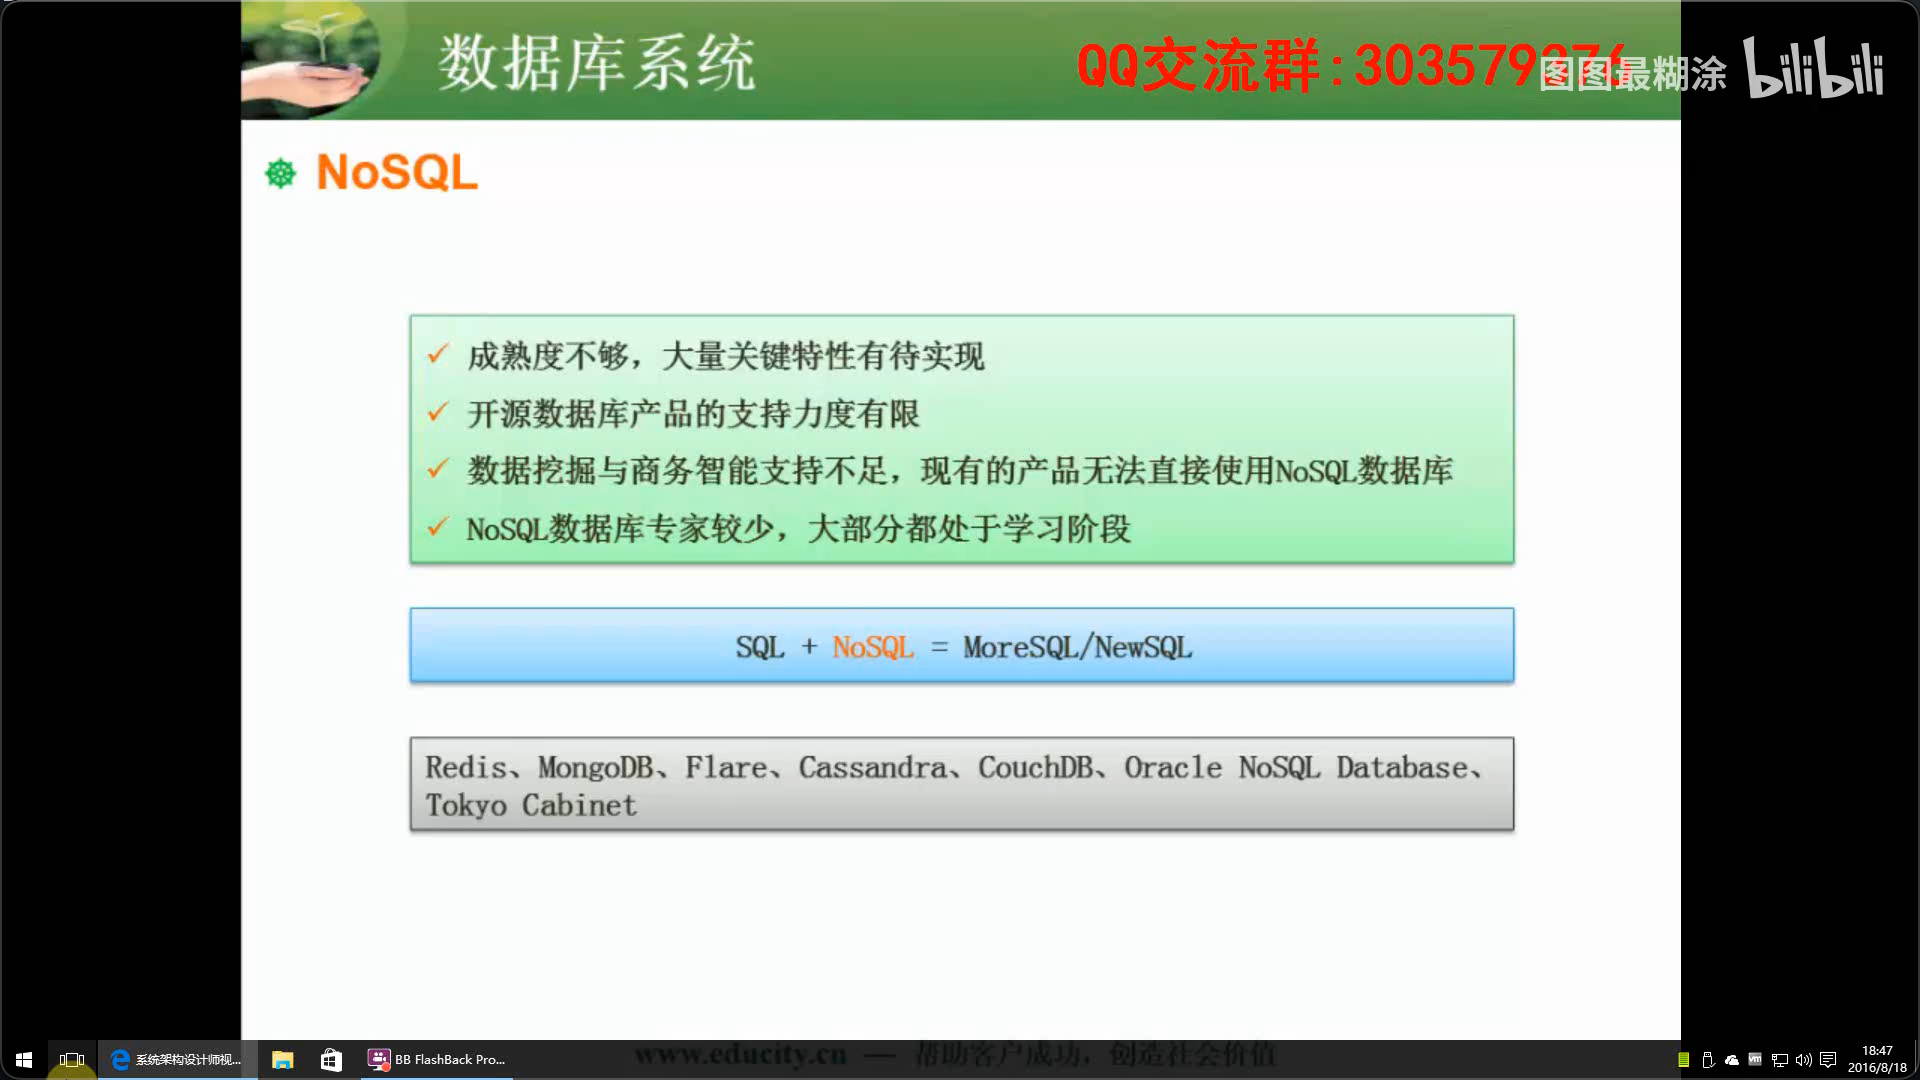 数据库系统
QQ交流群:303579376
图图最糊涂 bilibili
NoSQL
成熟度不够，大量关键特性有待实现
开源数据库产品的支持力度有限
数据挖掘与商务智能支持不足，现有的产品无法直接使用NoSQL数据库
NoSQL数据库专家较少，大部分都处于学习阶段
SQL + NoSQL = MoreSQL/NewSQL
Redis、MongoDB、Flare、Cassandra、CouchDB、Oracle NoSQL Database、
Tokyo Cabinet
www.educity.cn — 帮助客户成功，创造社会价值
系统架构设计师视...
BB FlashBack Pro...
18:47
2016/8/18